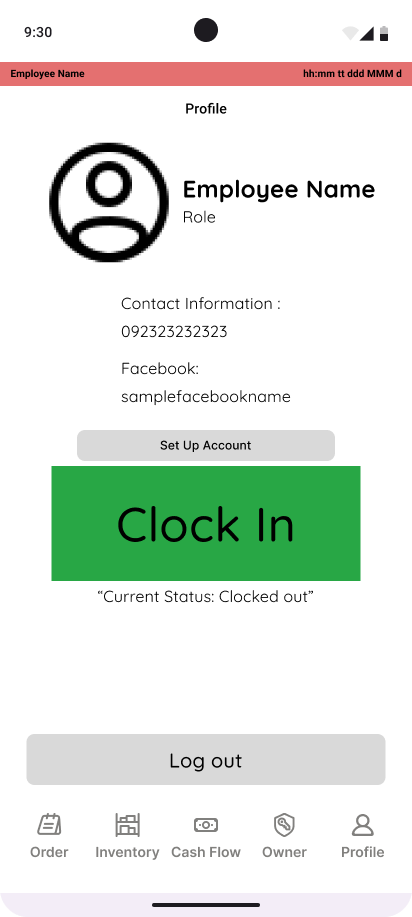 9:30
Employee Name hh:mm tt ddd MMM d
Profile
Employee Name
Role
Contact Information :
092323232323
Facebook:
samplefacebookname
Set Up Account
Clock In
“Current Status: Clocked out”
Log out
Order Inventory Cash Flow Owner Profile